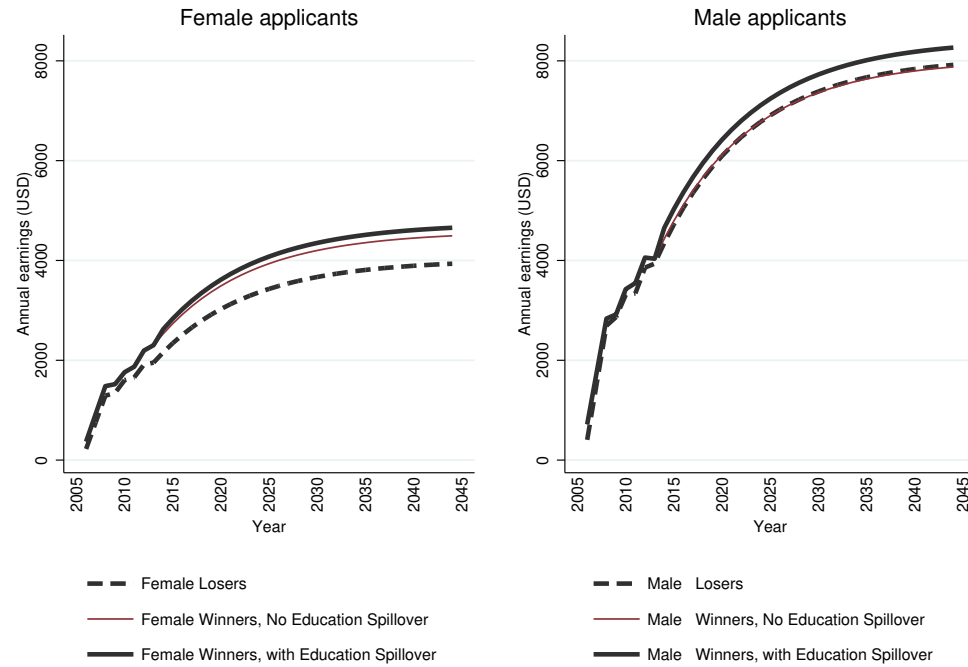 Female applicants
Annual earnings (USD)
8000
6000
4000
2000
0
2005
2010
2015
2020
2025
2030
2035
2040
2045
Year
Female Losers
Female Winners, No Education Spillover
Female Winners, with Education Spillover
Male applicants
Annual earnings (USD)
8000
6000
4000
2000
0
2005
2010
2015
2020
2025
2030
2035
2040
2045
Year
Male Losers
Male Winners, No Education Spillover
Male Winners, with Education Spillover